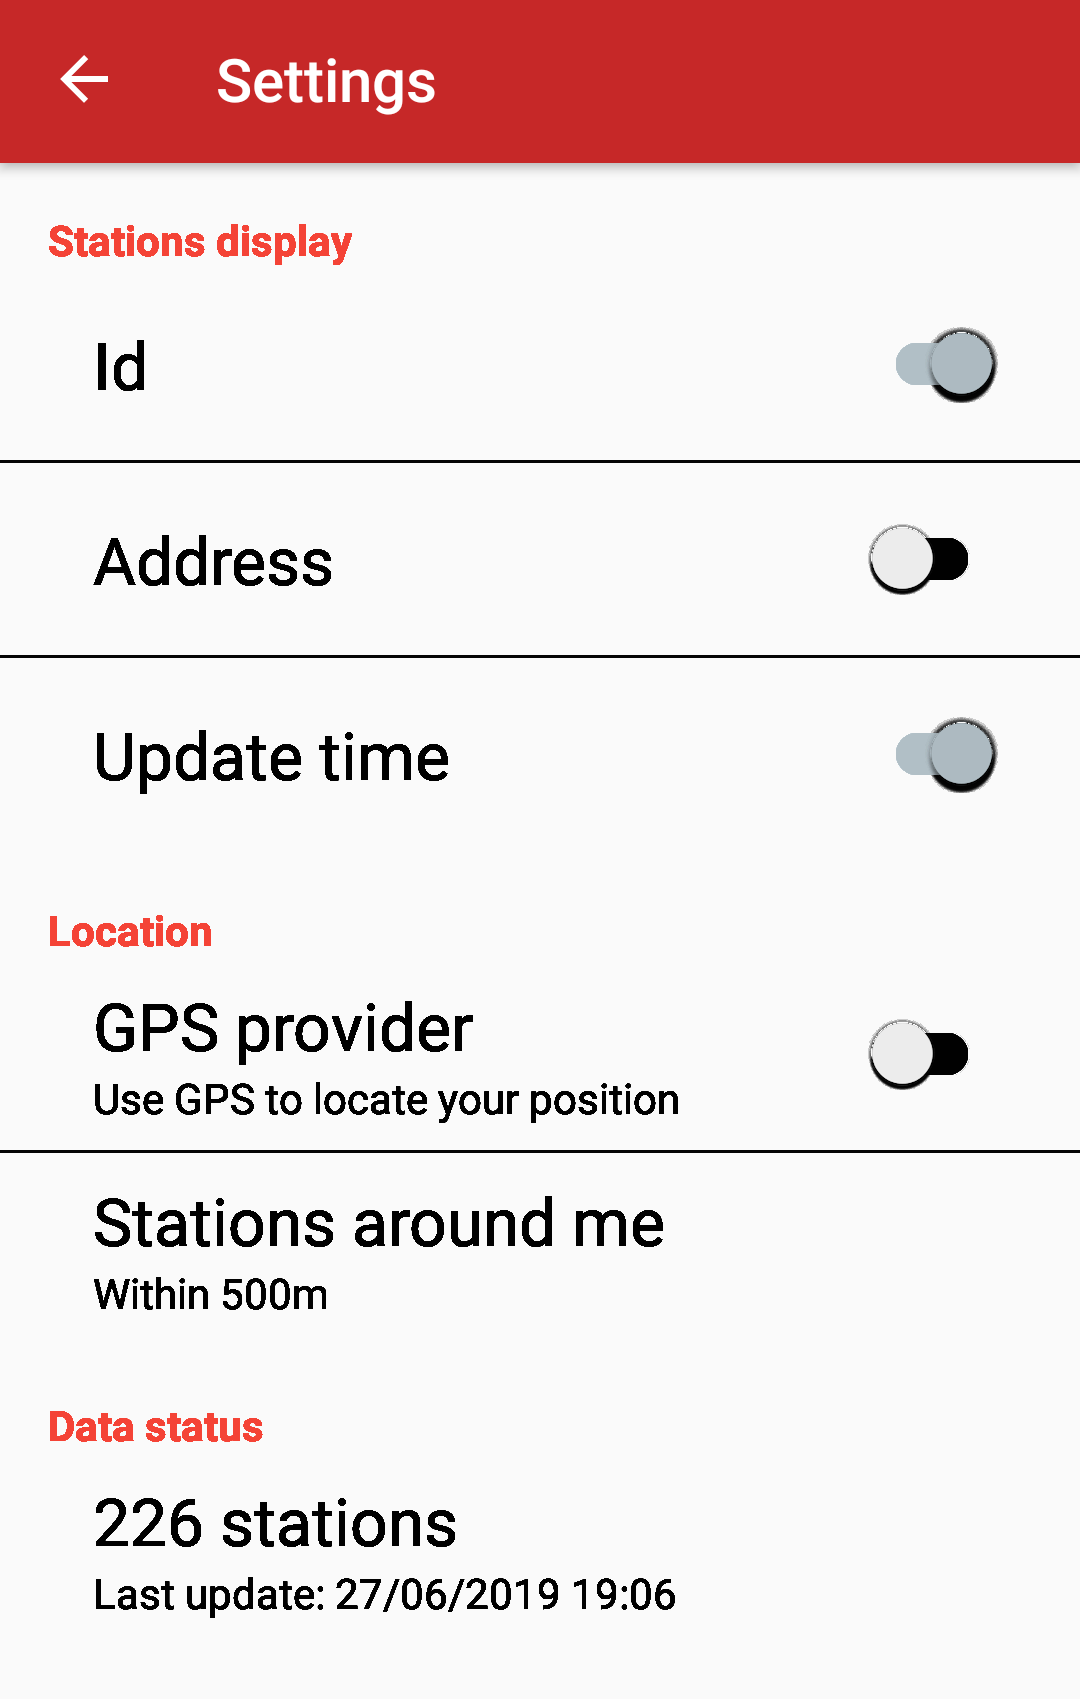 Settings
Stations display
Id
Address
Update time
Location
GPS provider
Use GPS to locate your position
Stations around me
Within 500m
Data status
226 stations
Last update: 27/06/2019 19:06